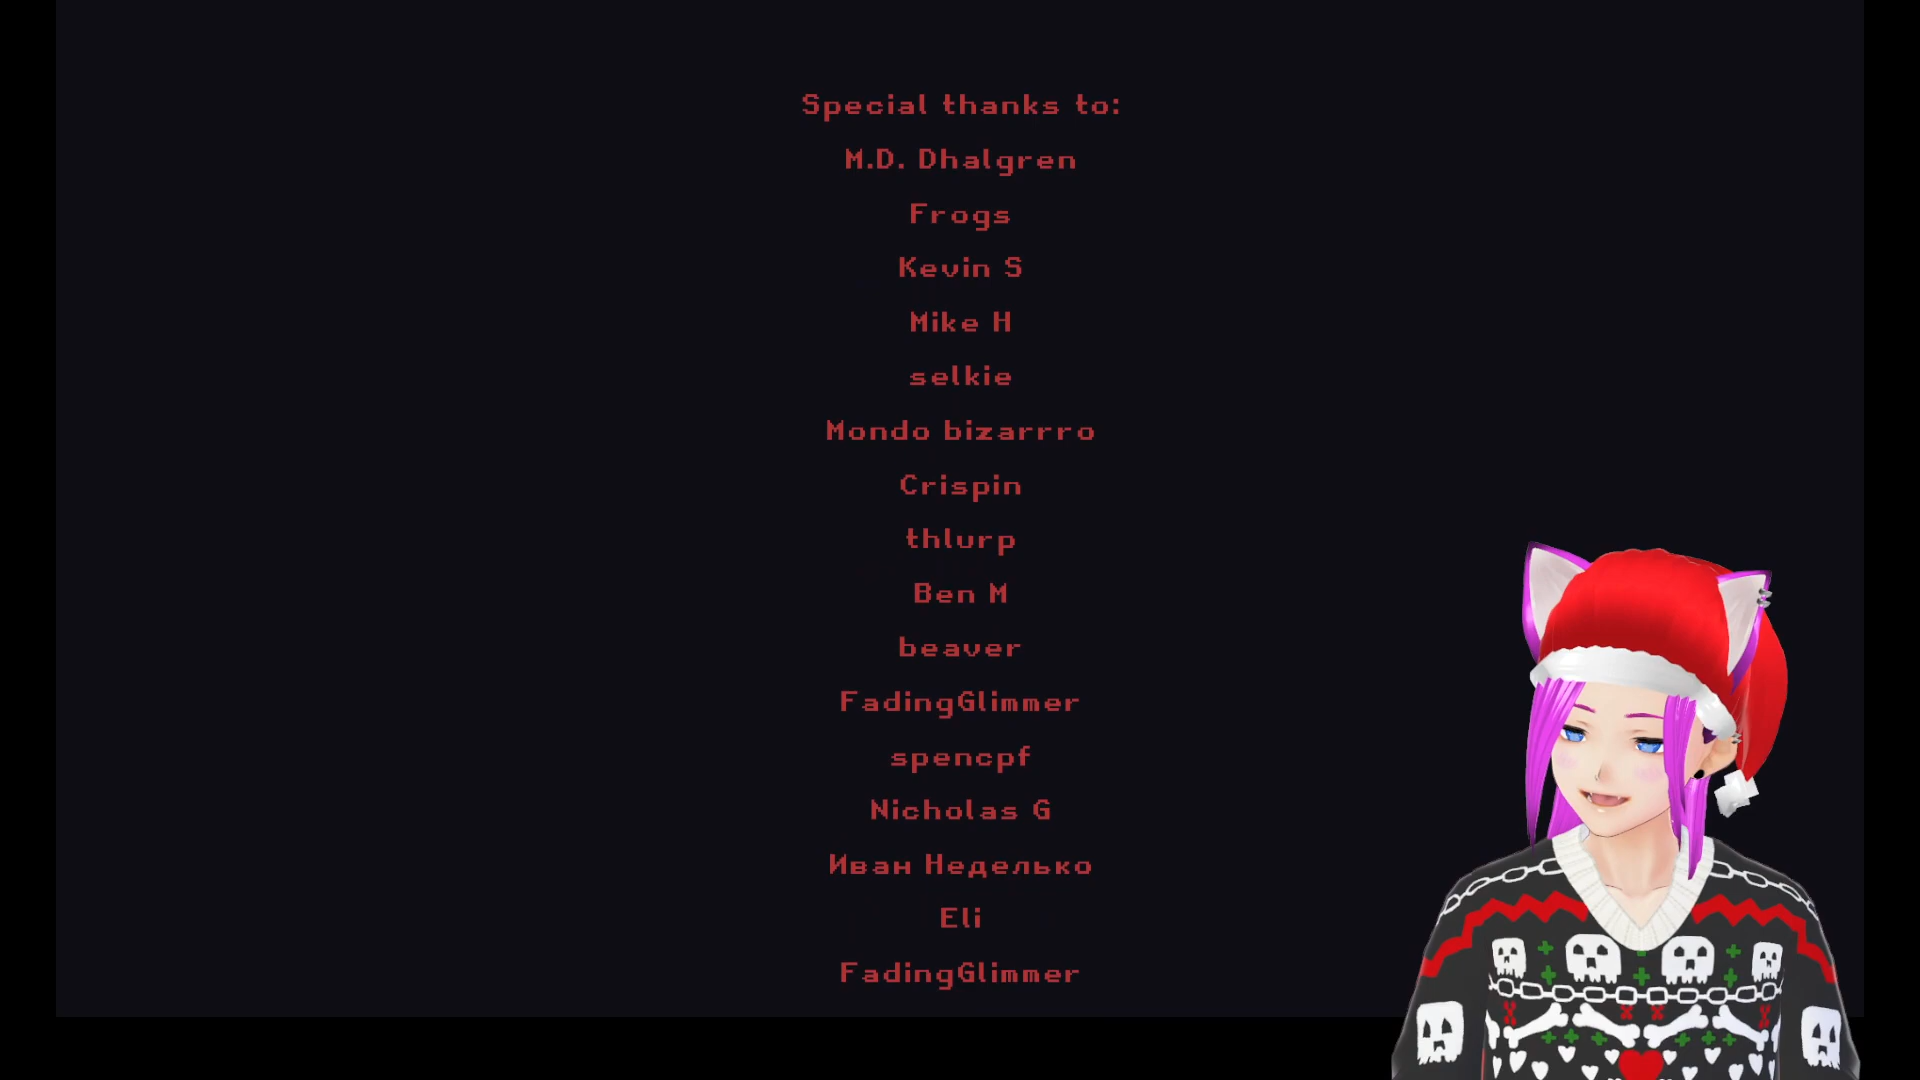 Special thanks to:
M.D. Dhalgren
Frogs
Kevin S
Mike H
selkie
Mondo bizarrro
Crispin
thlurp
Ben M
beaver
FadingGlimmer
spencpf
Nicholas G
Иван Неделько
Eli
FadingGlimmer